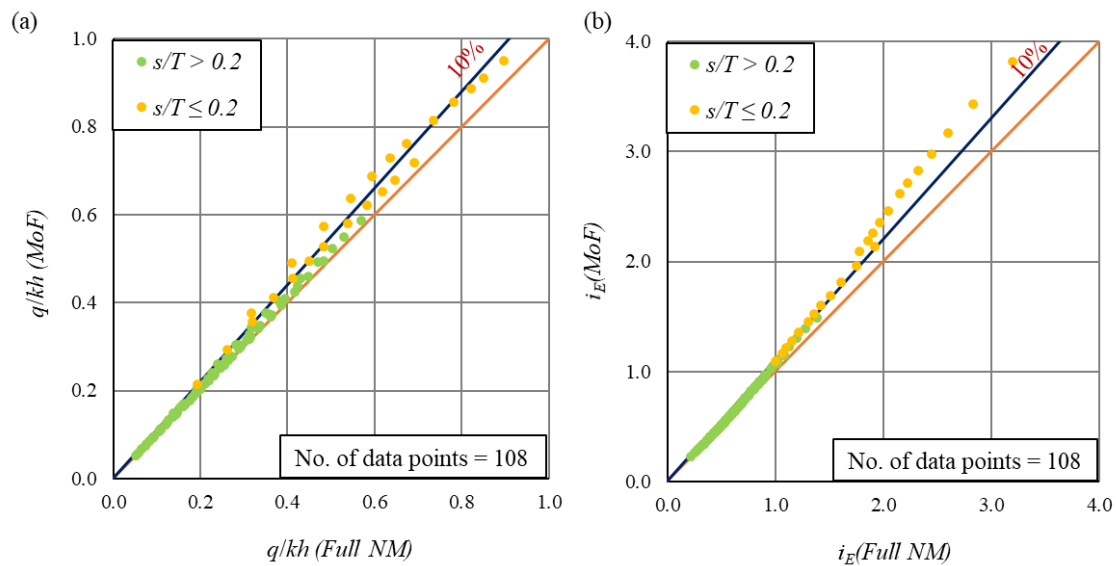 (a)
1.0
0.8
0.6
0.4
0.2
0.0
q/kh (MoF)
s/T > 0.2
s/T ≤ 0.2
10%
No. of data points = 108
0.0 0.2 0.4 0.6 0.8 1.0
q/kh (Full NM)
(b)
4.0
3.0
2.0
1.0
0.0
i_E(MoF)
s/T > 0.2
s/T ≤ 0.2
10%
No. of data points = 108
0.0 1.0 2.0 3.0 4.0
i_E(Full NM)